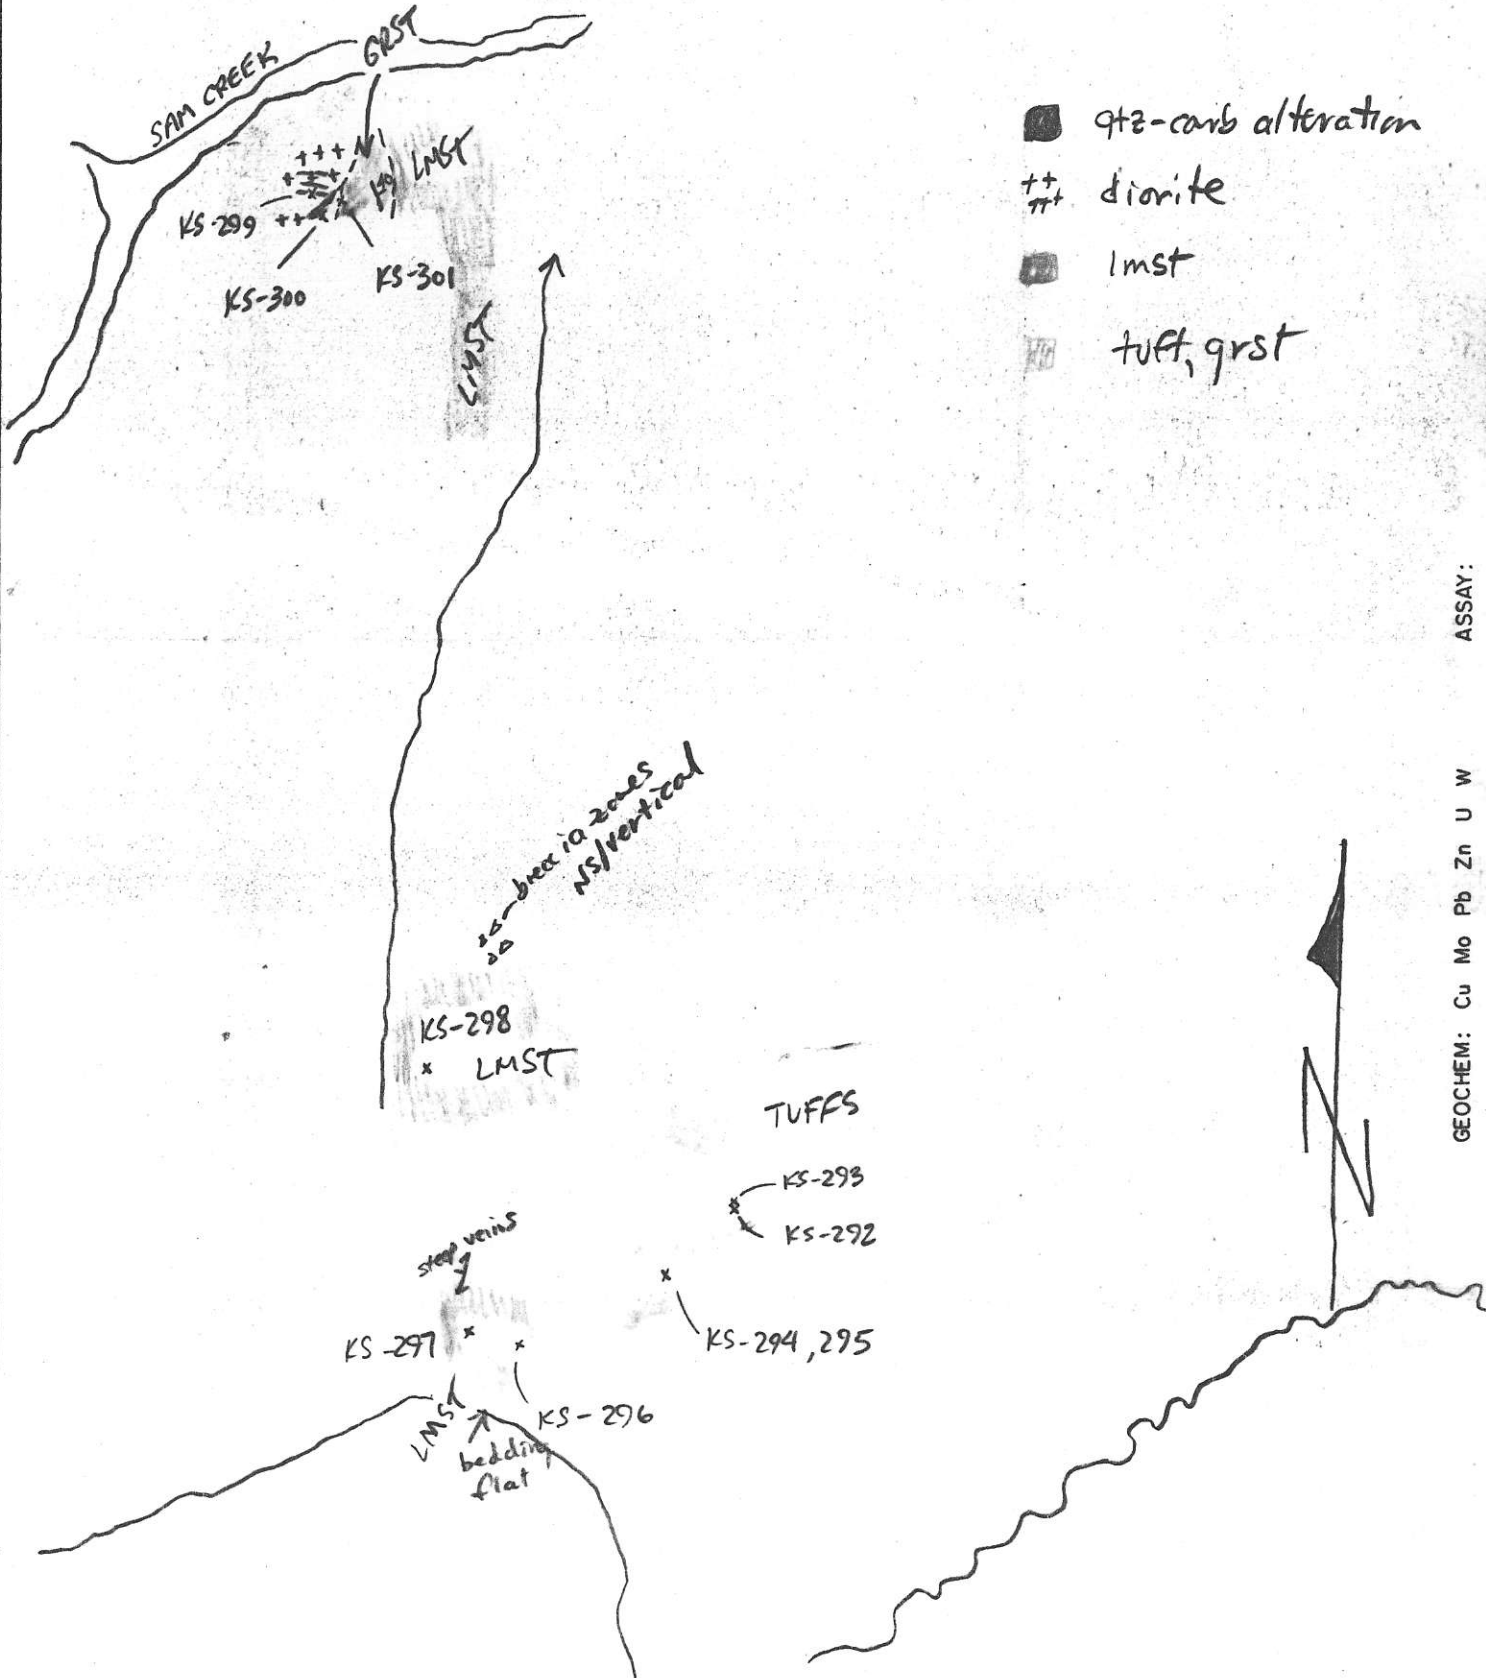 SAM CREEK
GRST
LMST
KS-299
KS-300
KS-301
LMST
qtz-carb alteration
diorite
lmst
tuff, grst
breccia zones
NS/vertical
KS-298
LMST
TUFFS
KS-293
KS-292
steep veins
KS-297
KS-294, 295
KS-296
LMST
bedding
flat
N
ASSAY:
GEOCHEM: Cu Mo Pb Zn U W